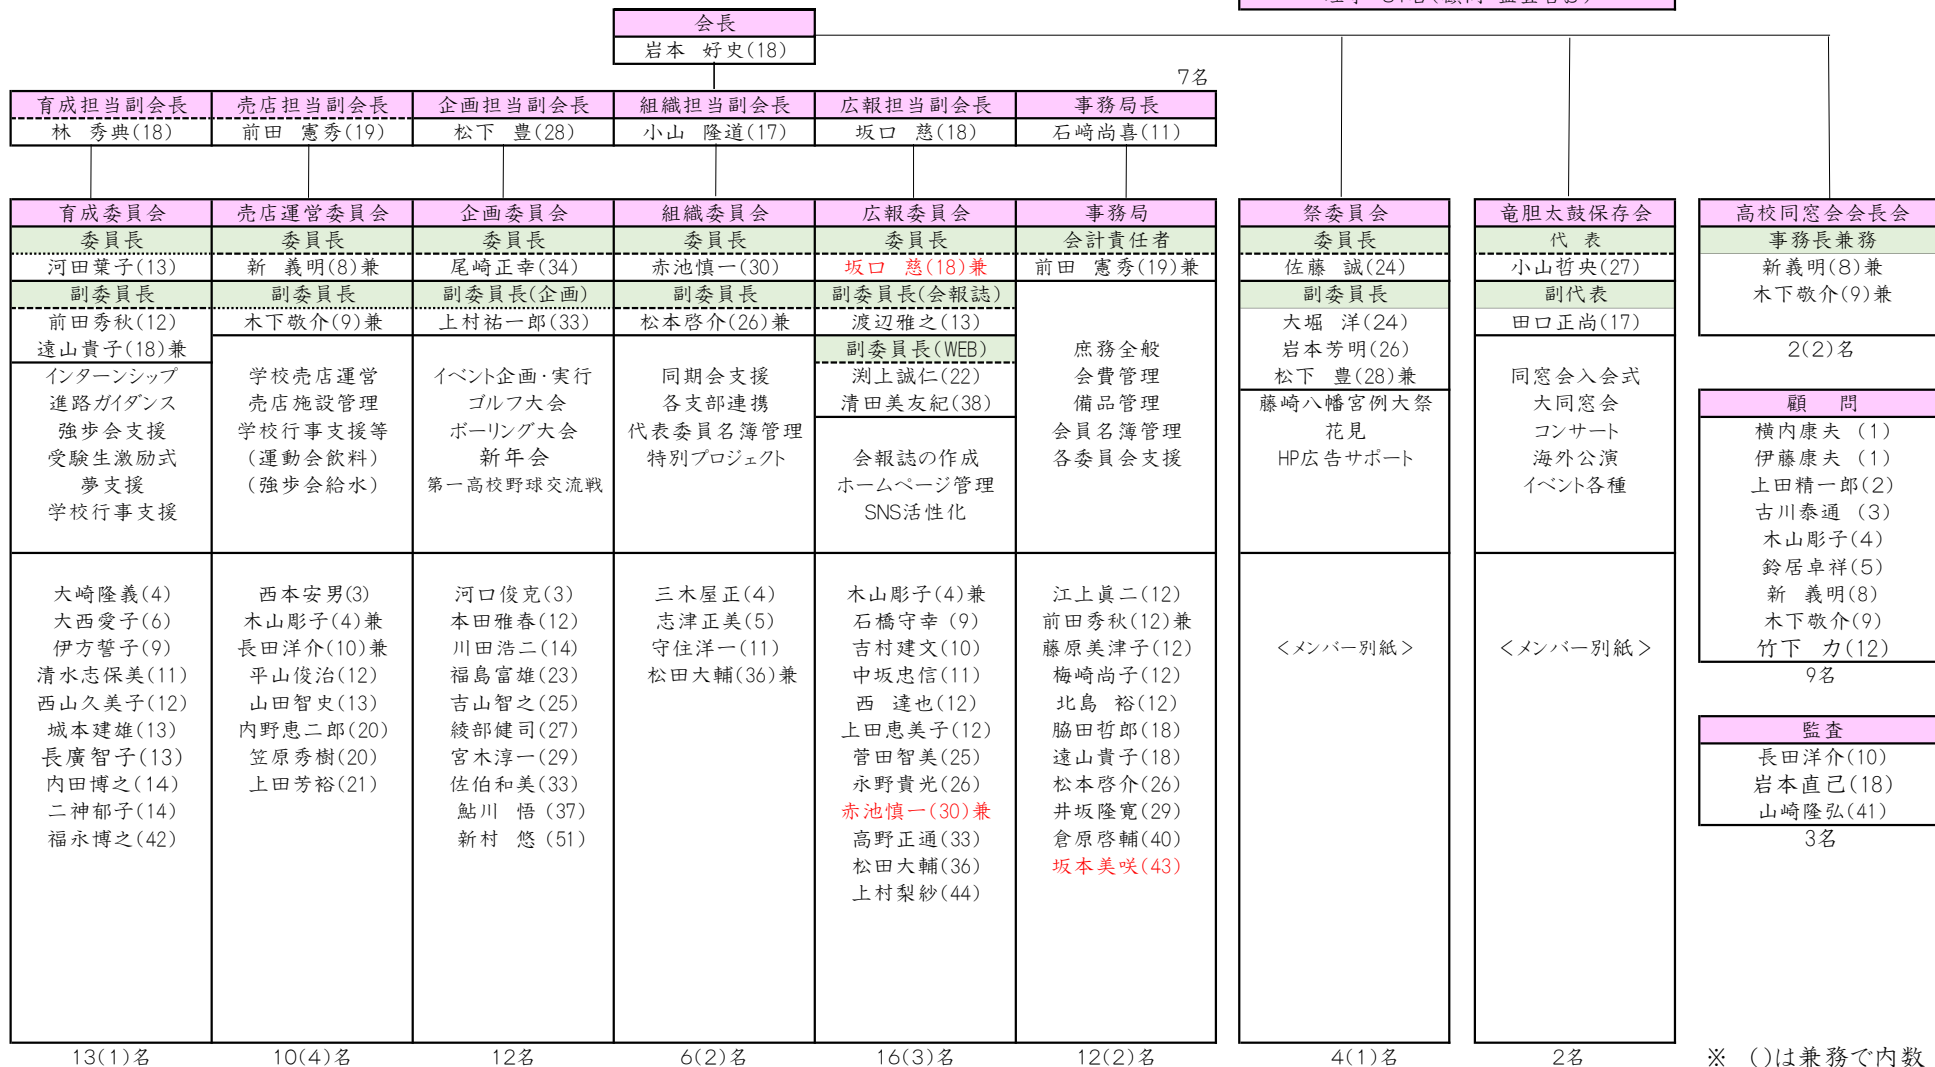 会長
岩本 好史(18)
7名
育成担当副会長 売店担当副会長 企画担当副会長 組織担当副会長 広報担当副会長 事務局長
林 秀典(18) 前田 憲秀(19) 松下 豊(28) 小山 隆道(17) 坂口 慈(18) 石﨑尚喜(11)
育成委員会
委員長
河田葉子(13)
副委員長
前田秀秋(12)
遠山貴子(18)兼
インターンシップ
進路ガイダンス
強歩会支援
受験生激励式
夢支援
学校行事支援
大崎隆義(4)
大西愛子(6)
伊方誓子(9)
清水志保美(11)
西山久美子(12)
城本建雄(13)
長廣智子(13)
内田博之(14)
二神郁子(14)
福永博之(42)
13(1)名
売店運営委員会
委員長
新 義明(8)兼
副委員長
木下敬介(9)兼
学校売店運営
売店施設管理
学校行事支援等
(運動会飲料)
(強歩会給水)
西本安男(3)
木山彫子(4)兼
長田洋介(10)兼
平山俊治(12)
山田智史(13)
内野恵二郎(20)
笠原秀樹(20)
上田芳裕(21)
10(4)名
企画委員会
委員長
尾崎正幸(34)
副委員長(企画)
上村祐一郎(33)
イベント企画・実行
ゴルフ大会
ボーリング大会
新年会
第一高校野球交流戦
河口俊克(3)
本田雅春(12)
川田浩二(14)
福島富雄(23)
吉山智之(25)
綾部健司(27)
宮木淳一(29)
佐伯和美(33)
鮎川 悟(37)
新村 悠(51)
12名
組織委員会
委員長
赤池慎一(30)
副委員長
松本啓介(26)兼
同期会支援
各支部連携
代表委員名簿管理
特別プロジェクト
三木屋正(4)
志津正美(5)
守住洋一(11)
松田大輔(36)兼
6(2)名
広報委員会
委員長
坂口 慈(18)兼
副委員長(会報誌)
渡辺雅之(13)
副委員長(WEB)
渕上誠仁(22)
清田美友紀(38)
会報誌の作成
ホームページ管理
SNS活性化
木山彫子(4)兼
石橋守幸(9)
吉村建文(10)
中坂忠信(11)
西 達也(12)
上田恵美子(12)
菅田智美(25)
永野貴光(26)
赤池慎一(30)兼
高野正通(33)
松田大輔(36)
上村梨紗(44)
16(3)名
事務局
会計責任者
前田 憲秀(19)兼
庶務全般
会費管理
備品管理
会員名簿管理
各委員会支援
江上眞二(12)
前田秀秋(12)兼
藤原美津子(12)
梅崎尚子(12)
北島 裕(12)
脇田哲郎(18)
遠山貴子(18)
松本啓介(26)
井坂隆寛(29)
倉原啓輔(40)
坂本美咲(43)
12(2)名
祭委員会
委員長
佐藤 誠(24)
副委員長
大堀 洋(24)
岩本芳明(26)
松下 豊(28)兼
藤崎八幡宮例大祭
花見
HP広告サポート
<メンバー別紙>
4(1)名
竜胆太鼓保存会
代 表
小山哲央(27)
副代表
田口正尚(17)
同窓会入会式
大同窓会
コンサート
海外公演
イベント各種
<メンバー別紙>
2名
高校同窓会会長会
事務長兼務
新義明(8)兼
木下敬介(9)兼
2(2)名
顧 問
横内康夫 (1)
伊藤康夫 (1)
上田精一郎(2)
古川泰通 (3)
木山彫子(4)
鈴居卓祥(5)
新 義明(8)
木下敬介(9)
竹下 力(12)
9名
監査
長田洋介(10)
岩本直己(18)
山崎隆弘(41)
3名
※ ()は兼務で内数